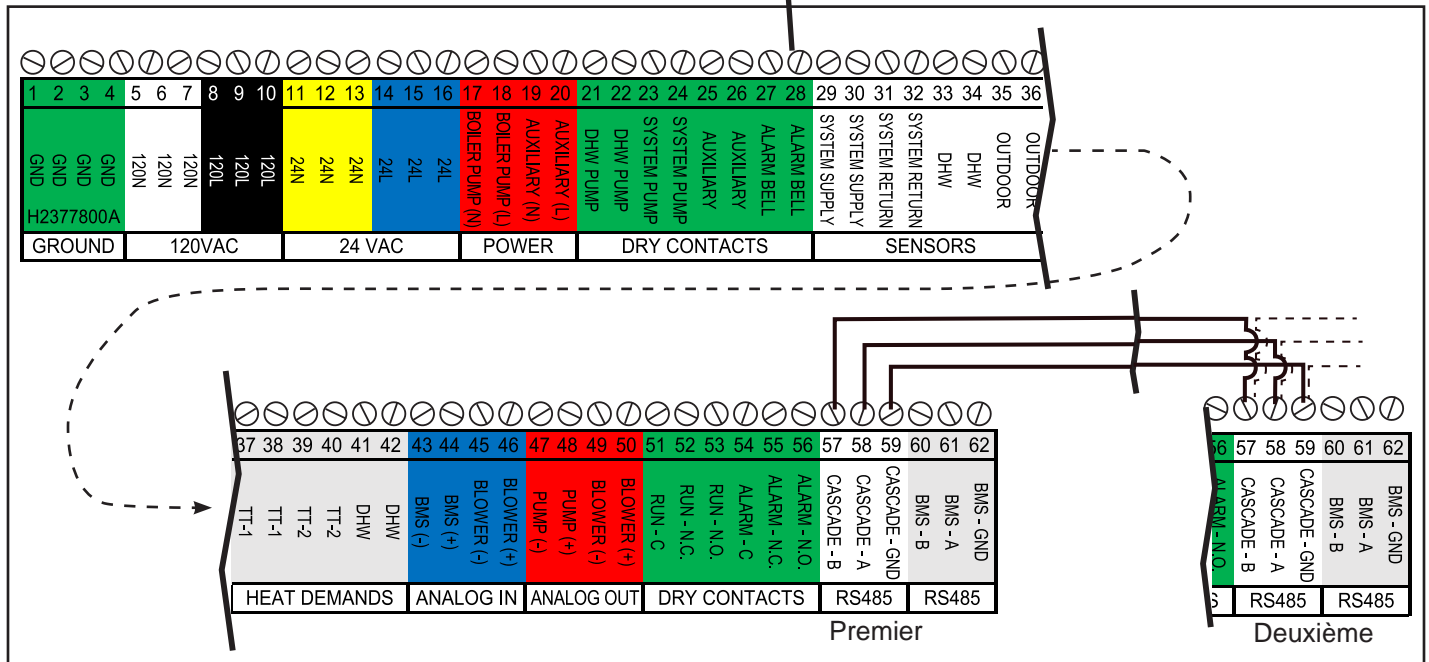 1 2 3 4 5 6 7 8 9 10 11 12 13 14 15 16 17 18 19 20 21 22 23 24 25 26 27 28 29 30 31 32 33 34 35 36
GND
GND
GND
GND
120N
120N
120N
120L
120L
120L
24N
24N
24N
24L
24L
24L
BOILER PUMP (N)
BOILER PUMP (L)
AUXILIARY (N)
AUXILIARY (L)
DHW PUMP
DHW PUMP
SYSTEM PUMP
SYSTEM PUMP
AUXILIARY
AUXILIARY
ALARM BELL
ALARM BELL
SYSTEM SUPPLY
SYSTEM SUPPLY
SYSTEM RETURN
SYSTEM RETURN
DHW
DHW
OUTDOOR
OUTDOOR
H2377800A
GROUND 120VAC 24 VAC POWER DRY CONTACTS SENSORS
37 38 39 40 41 42 43 44 45 46 47 48 49 50 51 52 53 54 55 56 57 58 59 60 61 62
TT-1
TT-1
TT-2
TT-2
DHW
DHW
BMS (-)
BMS (+)
BLOWER (-)
BLOWER (+)
PUMP (-)
PUMP (+)
BLOWER (-)
BLOWER (+)
RUN - C
RUN - N.C.
RUN - N.O.
ALARM - C
ALARM - N.C.
ALARM - N.O.
CASCADE - B
CASCADE - A
CASCADE - GND
BMS - B
BMS - A
BMS - GND
HEAT DEMANDS ANALOG IN ANALOG OUT DRY CONTACTS RS485 RS485
Premier
56 57 58 59 60 61 62
ALARM - N.O.
CASCADE - B
CASCADE - A
CASCADE - GND
BMS - B
BMS - A
BMS - GND
S RS485 RS485
Deuxième